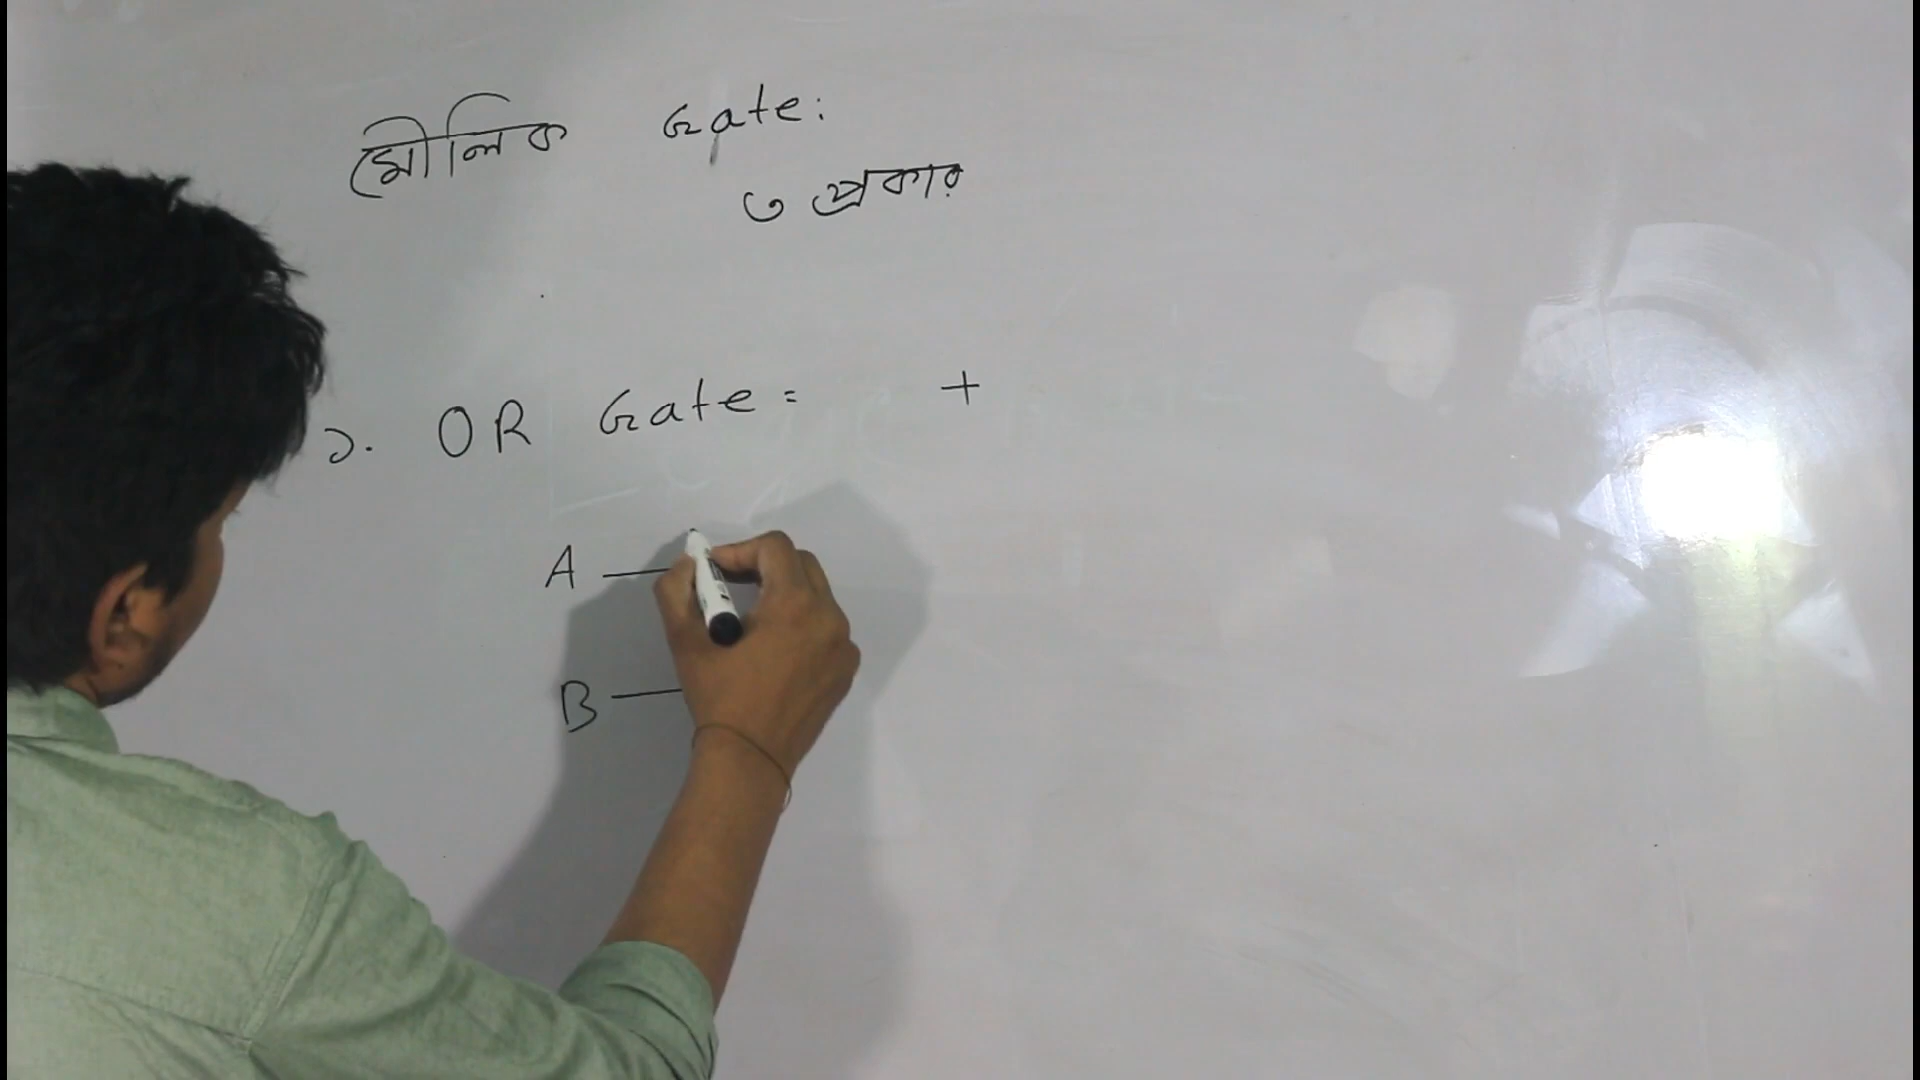 মৌলিক Gate:
৩ প্রকার
১. OR Gate = +
A
B